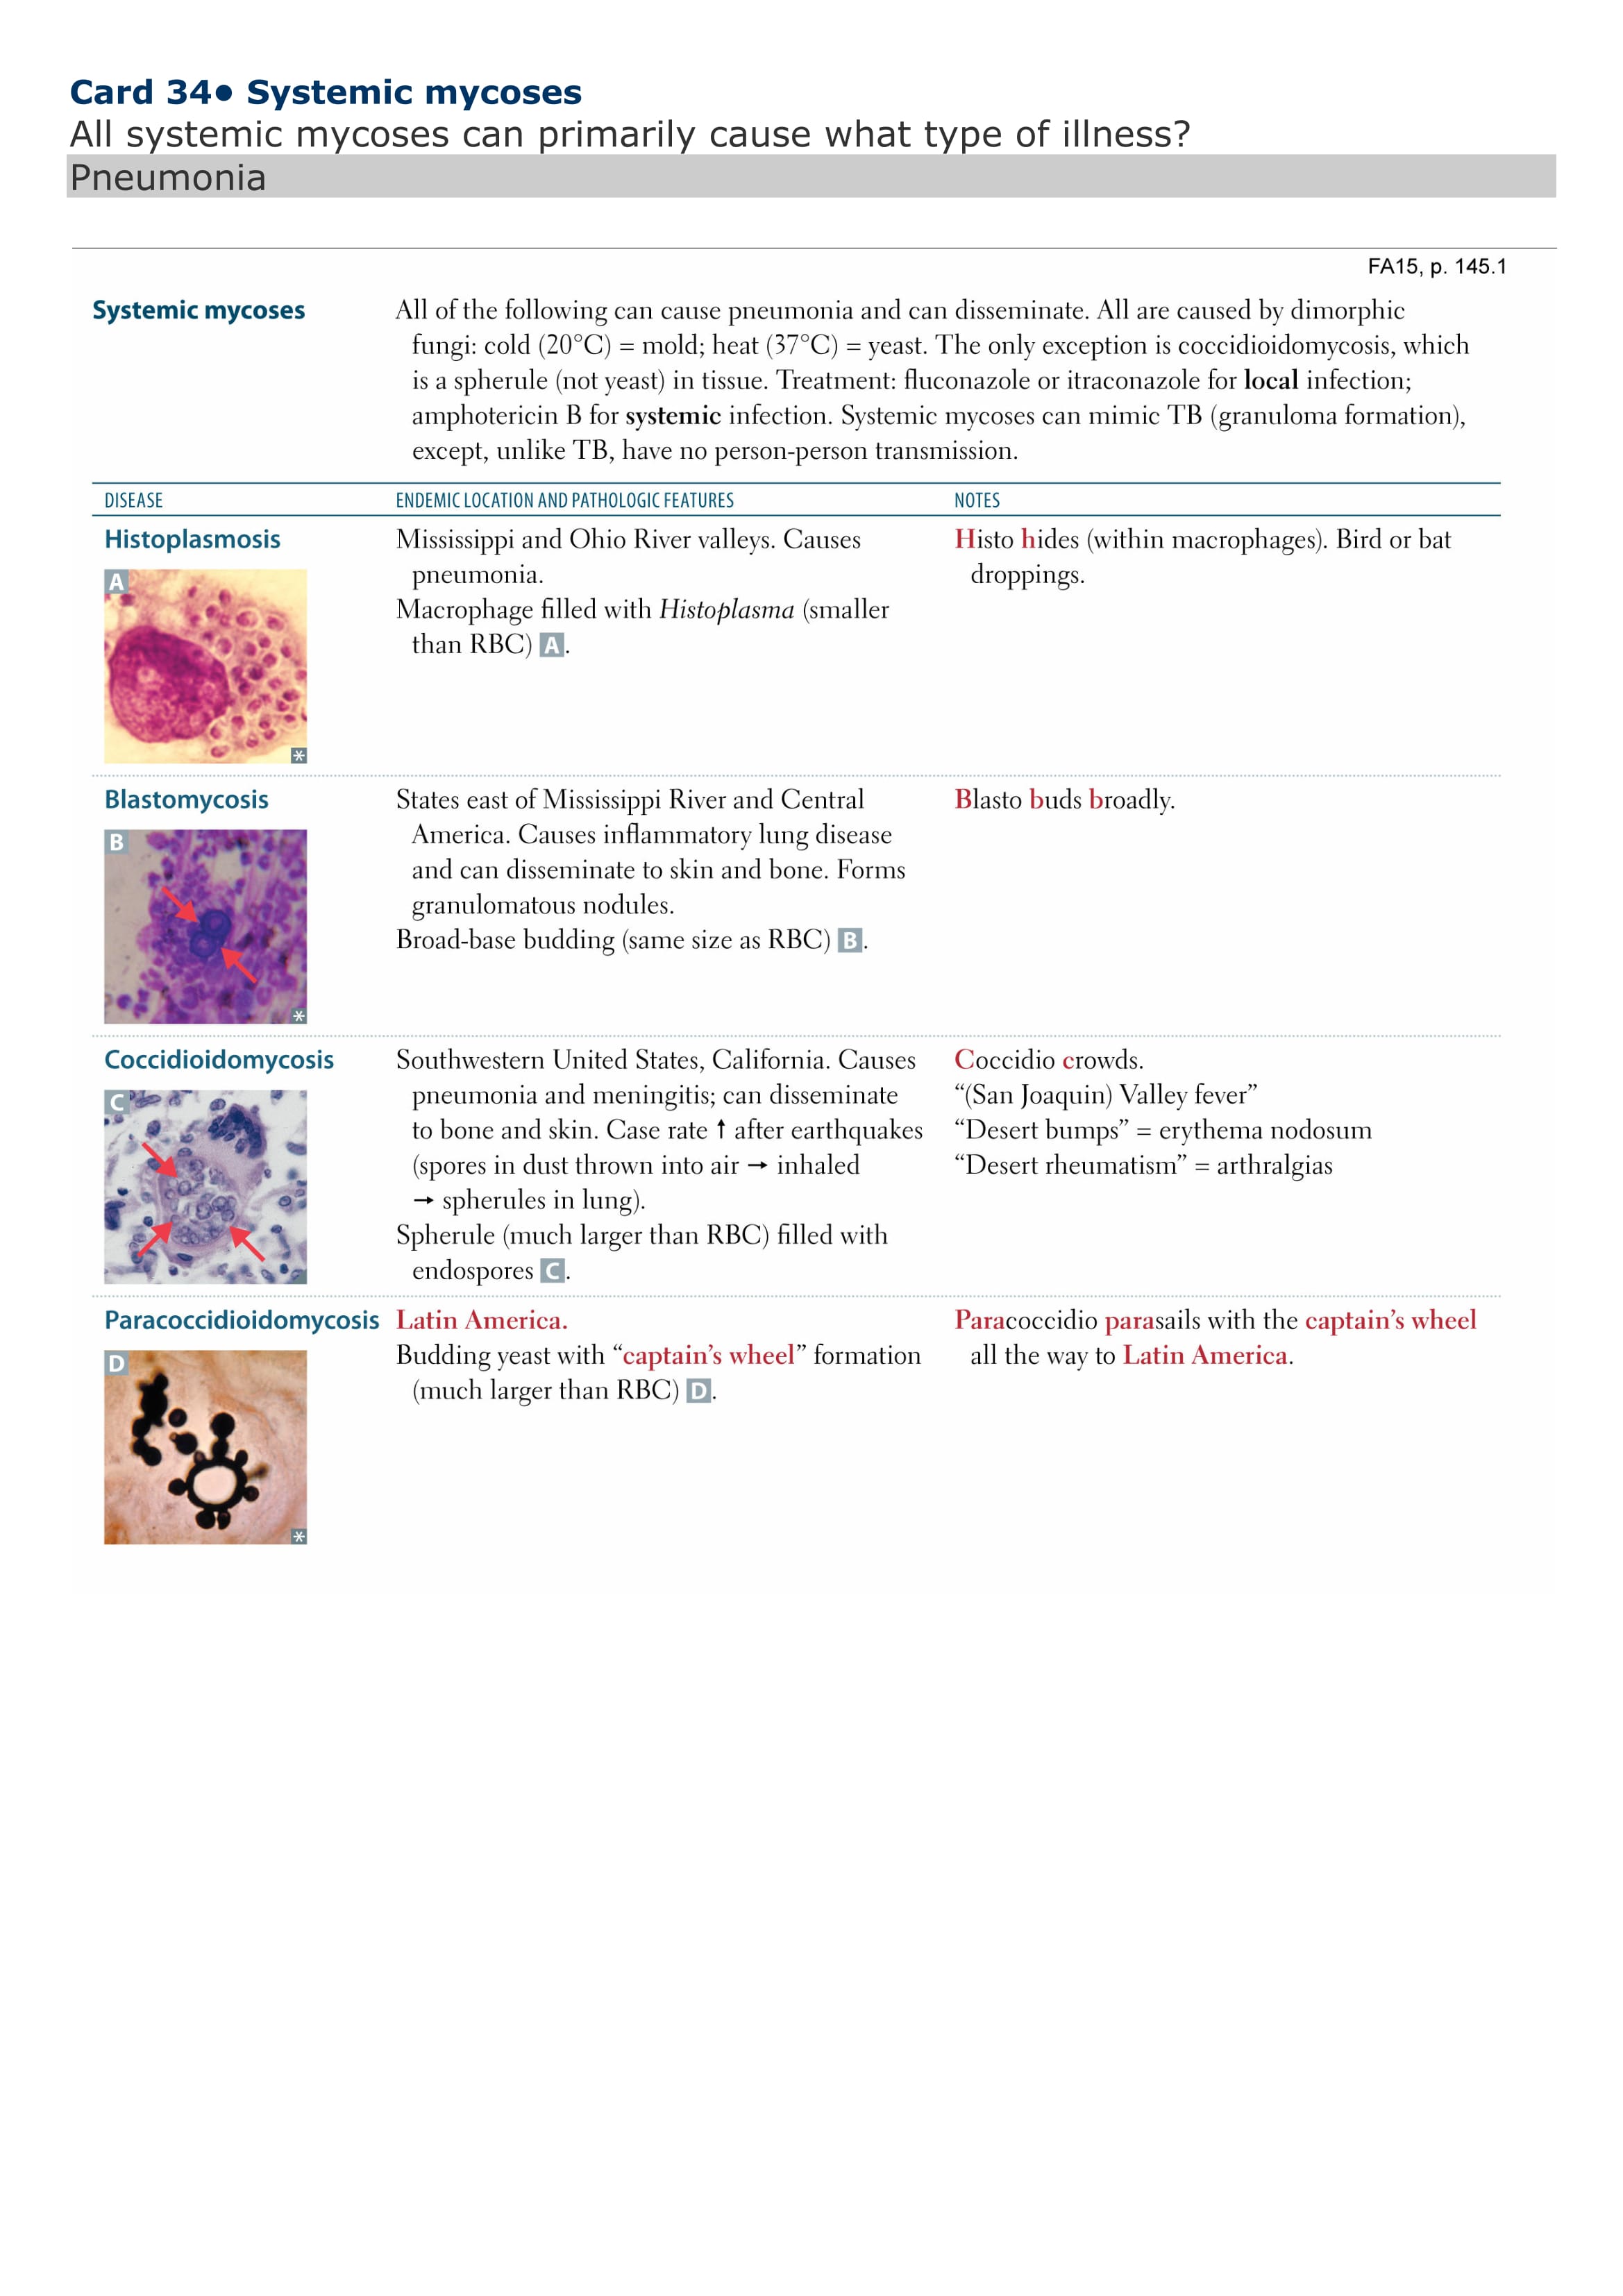 Card 34• Systemic mycoses
All systemic mycoses can primarily cause what type of illness?
Pneumonia
FA15, p. 145.1
Systemic mycoses
All of the following can cause pneumonia and can disseminate. All are caused by dimorphic
fungi: cold (20°C) = mold; heat (37°C) = yeast. The only exception is coccidioidomycosis, which
is a spherule (not yeast) in tissue. Treatment: fluconazole or itraconazole for local infection;
amphotericin B for systemic infection. Systemic mycoses can mimic TB (granuloma formation),
except, unlike TB, have no person-person transmission.
DISEASE
ENDEMIC LOCATION AND PATHOLOGIC FEATURES
NOTES
Histoplasmosis
A
*
Mississippi and Ohio River valleys. Causes
pneumonia.
Macrophage filled with Histoplasma (smaller
than RBC) A.
Histo hides (within macrophages). Bird or bat
droppings.
Blastomycosis
B
*
States east of Mississippi River and Central
America. Causes inflammatory lung disease
and can disseminate to skin and bone. Forms
granulomatous nodules.
Broad-base budding (same size as RBC) B.
Blasto buds broadly.
Coccidioidomycosis
C
Southwestern United States, California. Causes
pneumonia and meningitis; can disseminate
to bone and skin. Case rate ↑ after earthquakes
(spores in dust thrown into air → inhaled
→ spherules in lung).
Spherule (much larger than RBC) filled with
endospores C.
Coccidio crowds.
“(San Joaquin) Valley fever”
“Desert bumps” = erythema nodosum
“Desert rheumatism” = arthralgias
Paracoccidioidomycosis
D
*
Latin America.
Budding yeast with “captain’s wheel” formation
(much larger than RBC) D.
Paracoccidio parasails with the captain’s wheel
all the way to Latin America.